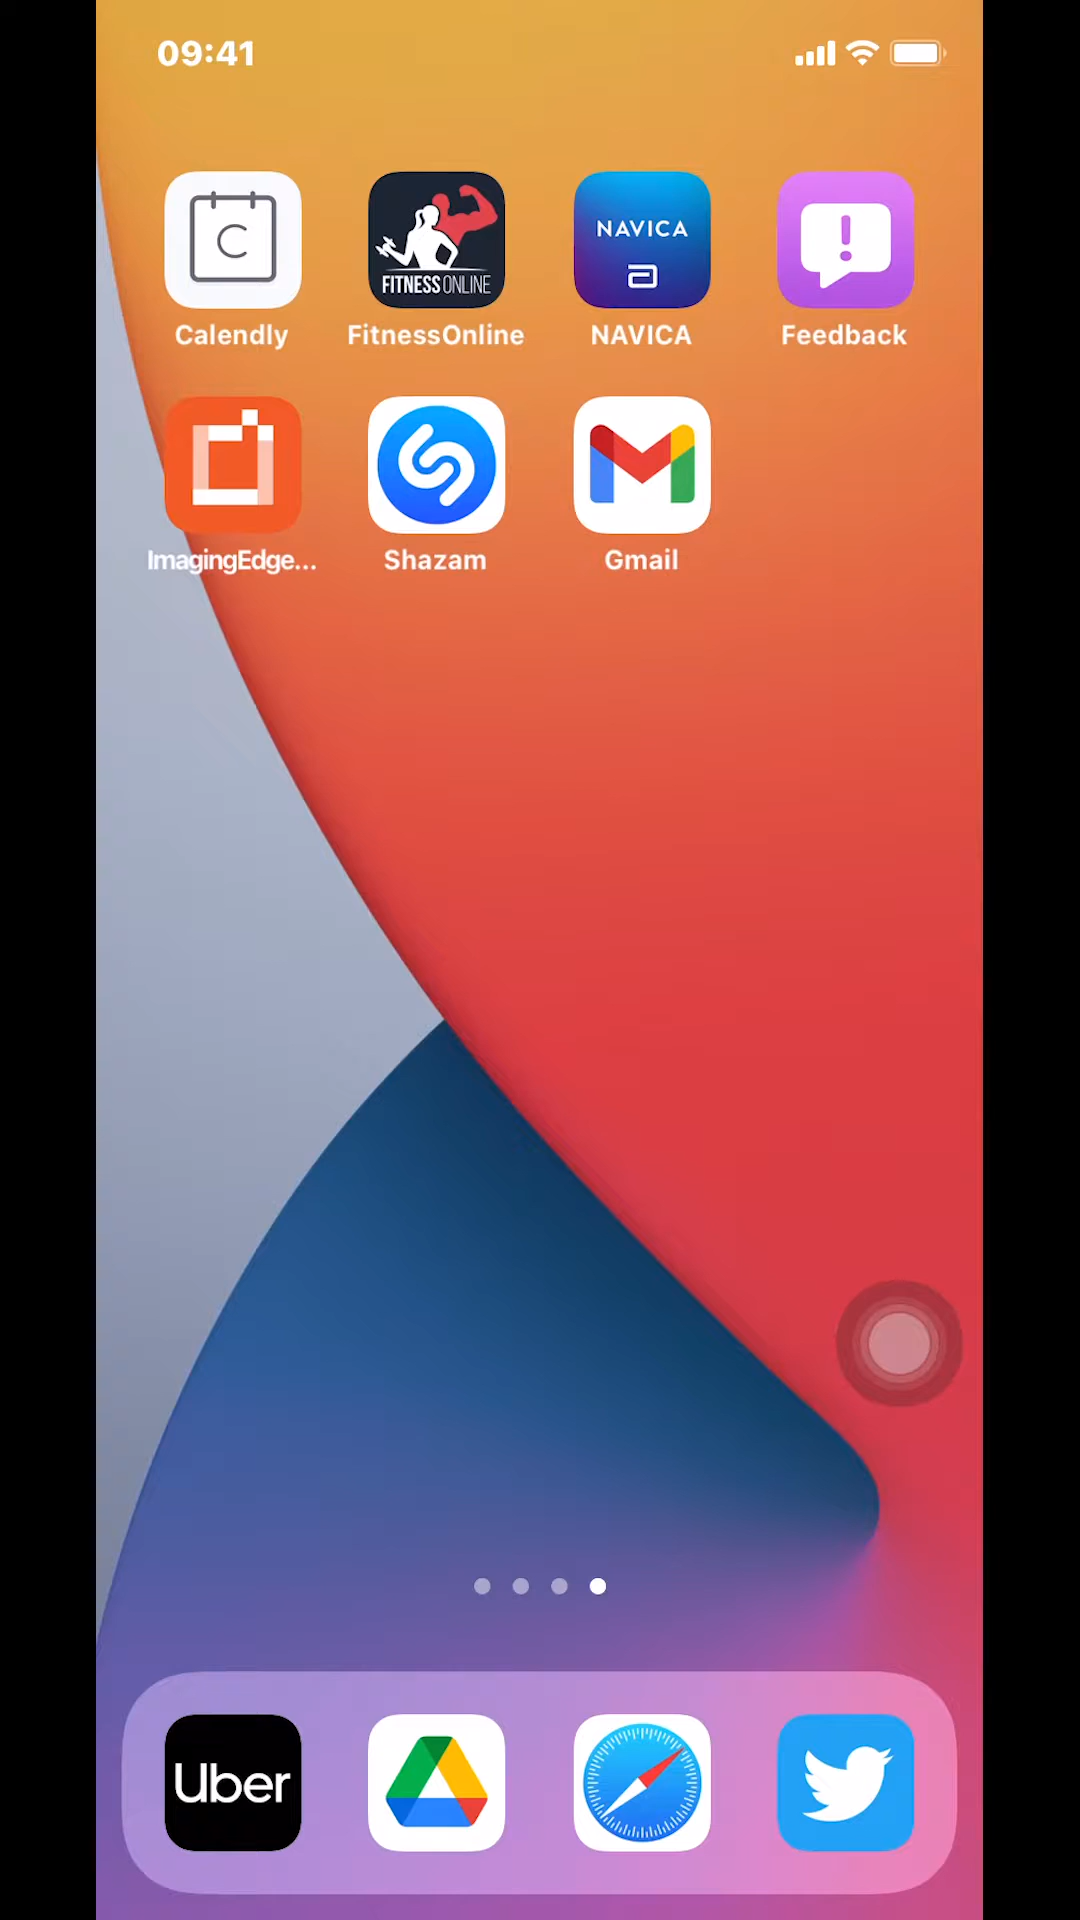 09:41
C
FITNESS ONLINE
NAVICA
Calendly
FitnessOnline
NAVICA
Feedback
ImagingEdge...
Shazam
Gmail
Uber